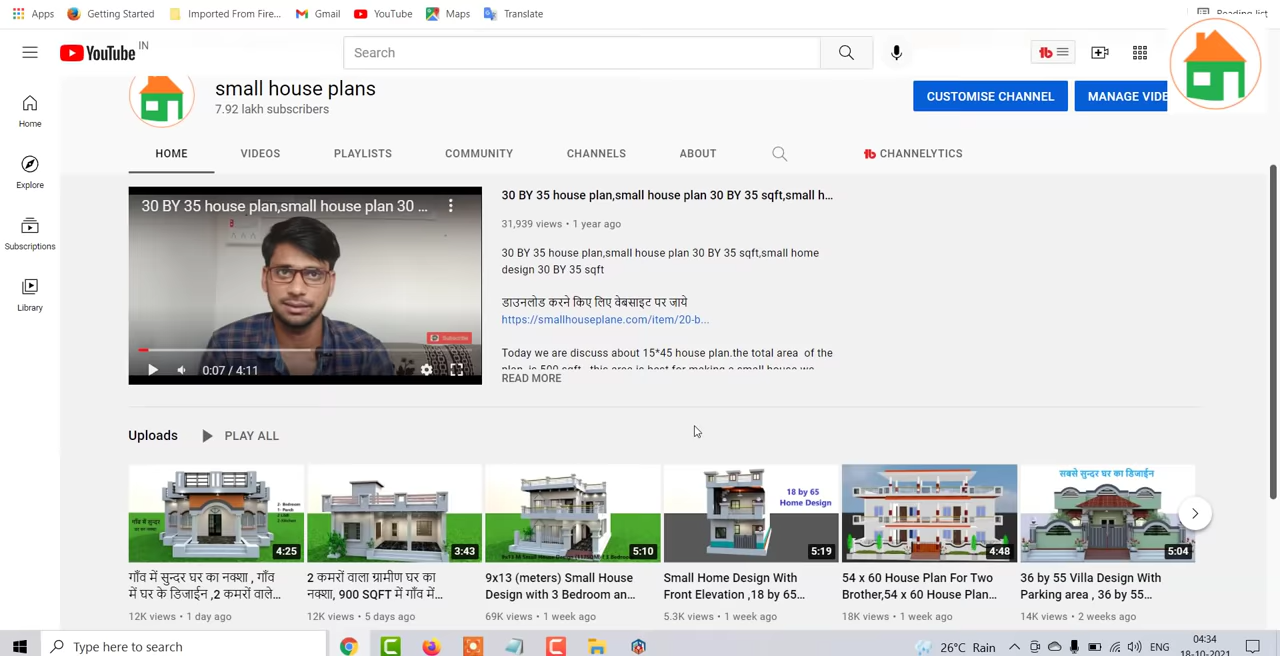 Apps Getting Started Imported From Fire... Gmail YouTube Maps Translate Reading list
YouTube IN
Search
small house plans
7.92 lakh subscribers
CUSTOMISE CHANNEL
MANAGE VIDE
Home
Explore
Subscriptions
Library
HOME VIDEOS PLAYLISTS COMMUNITY CHANNELS ABOUT CHANNELYTICS
30 BY 35 house plan,small house plan 30 ...
Subscribe
0:07 / 4:11
30 BY 35 house plan,small house plan 30 BY 35 sqft,small h...
31,939 views • 1 year ago
30 BY 35 house plan,small house plan 30 BY 35 sqft,small home
design 30 BY 35 sqft
डाउनलोड करने किए लिए वेबसाइट पर जाये
https://smallhouseplane.com/item/20-b...
Today we are discuss about 15*45 house plan.the total area of the
READ MORE
Uploads PLAY ALL
4:25
3:43
5:10
18 by 65
Home Design
5:19
4:48
सबसे सुन्दर घर का डिजाईन
5:04
गाँव में सुन्दर घर का नक्शा , गाँव
में घर के डिजाईन ,2 कमरों वाले...
12K views • 1 day ago
2 कमरों वाला ग्रामीण घर का
नक्शा, 900 SQFT में गाँव में...
12K views • 5 days ago
9x13 (meters) Small House
Design with 3 Bedroom an...
69K views • 1 week ago
Small Home Design With
Front Elevation ,18 by 65...
5.3K views • 1 week ago
54 x 60 House Plan For Two
Brother,54 x 60 House Plan...
18K views • 1 week ago
36 by 55 Villa Design With
Parking area , 36 by 55...
14K views • 2 weeks ago
Type here to search
26°C Rain
ENG
04:34
18-10-2021